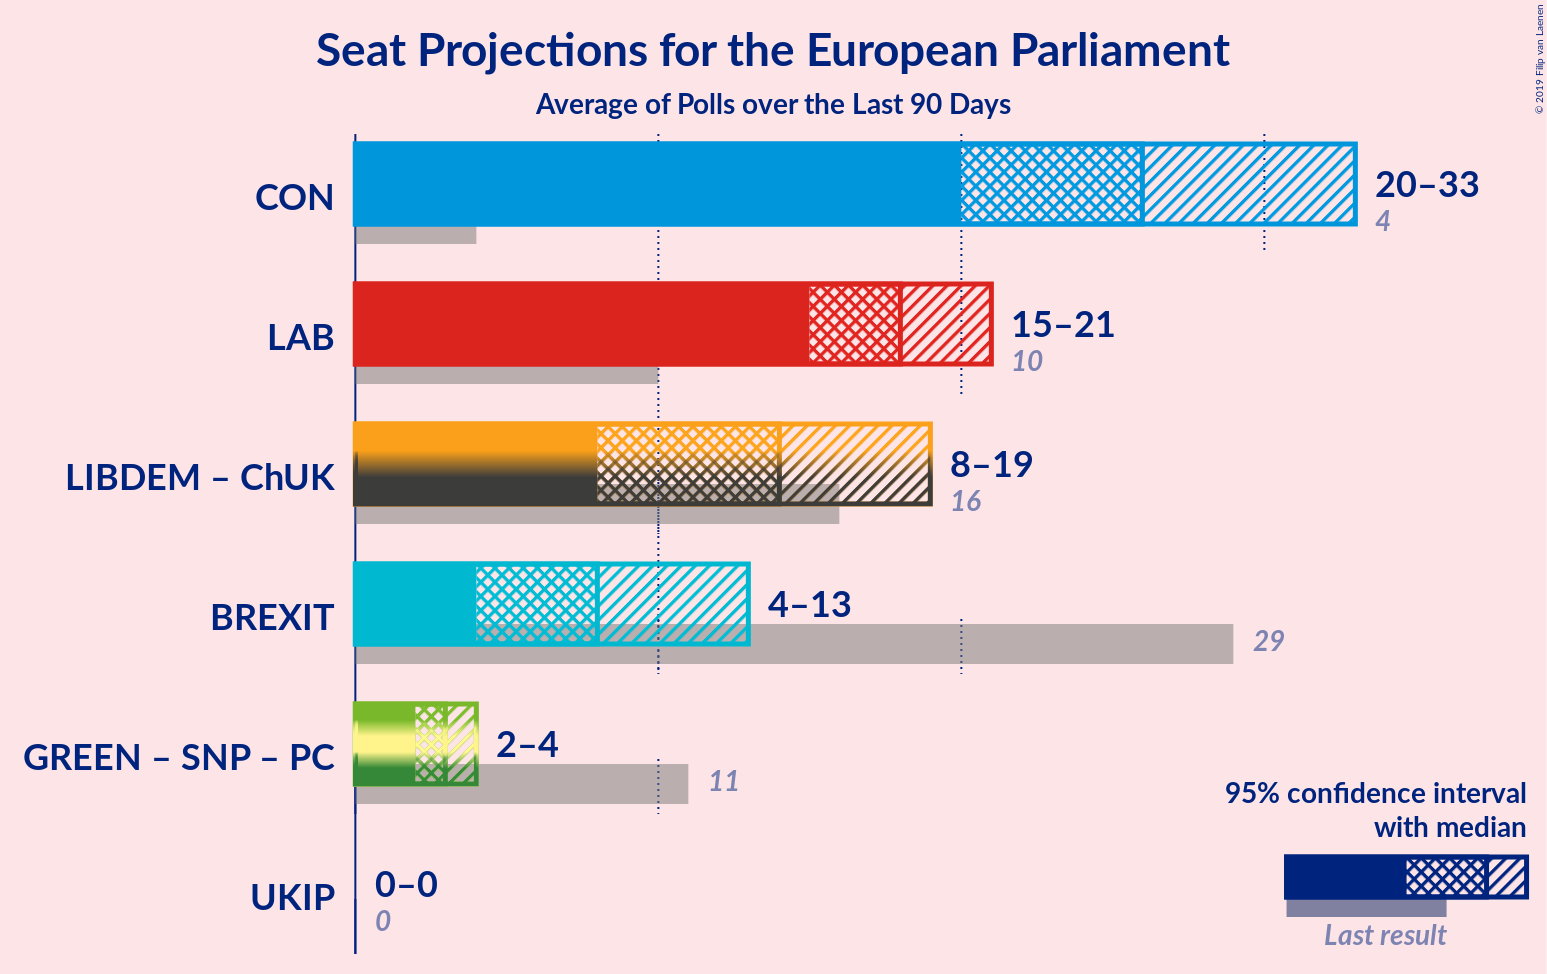 Seat Projections for the European Parliament
Average of Polls over the Last 90 Days
© 2019 Filip van Laenen
CON
20–33
4
LAB
15–21
10
LIBDEM – ChUK
8–19
16
BREXIT
4–13
29
GREEN – SNP – PC
2–4
11
UKIP
0–0
0
95% confidence interval
with median
Last result